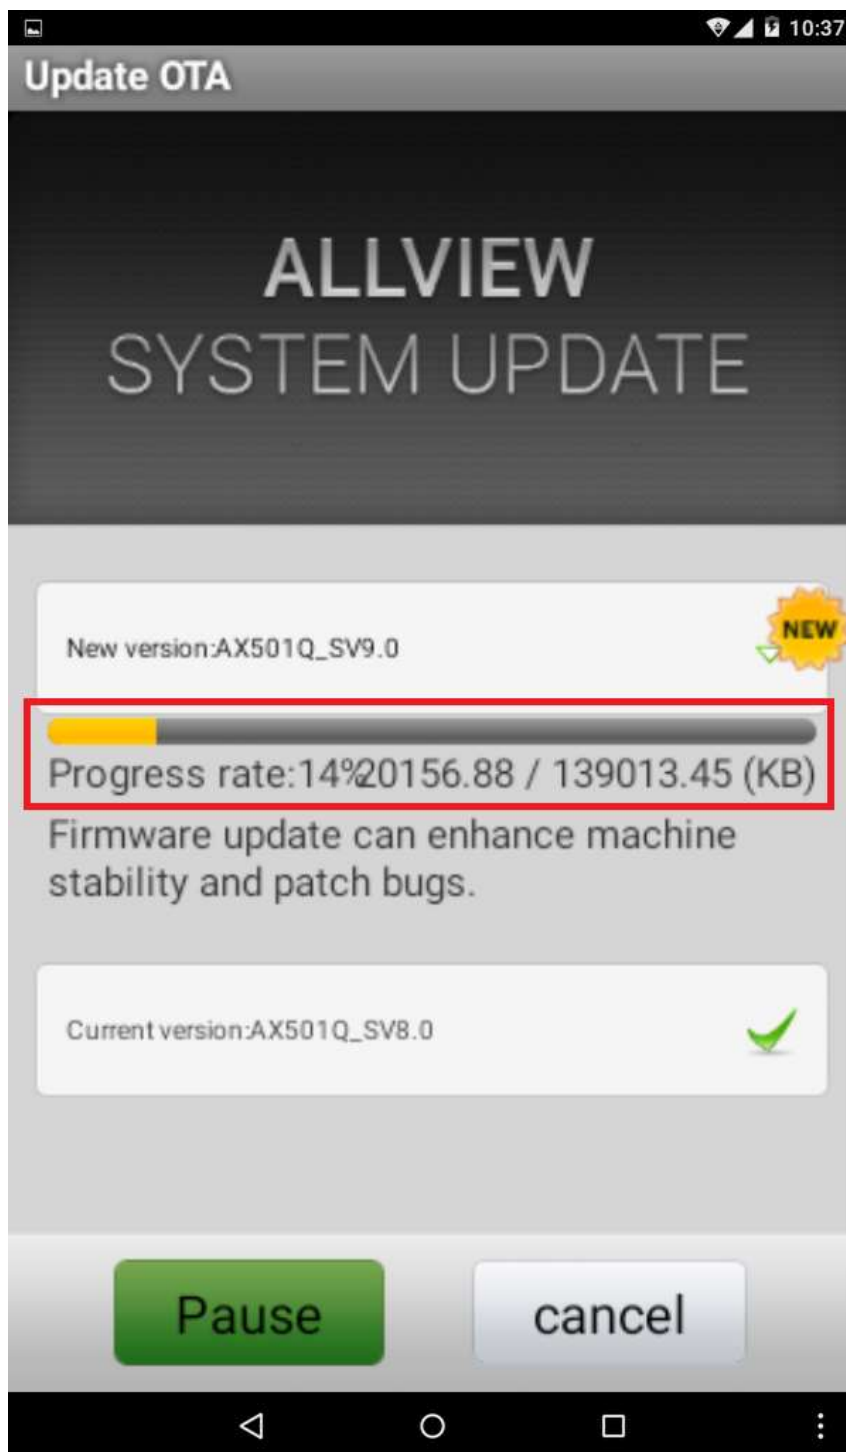 10:37
Update OTA
ALLVIEW
SYSTEM UPDATE
NEW
New version:AX501Q_SV9.0
Progress rate:14%20156.88 / 139013.45 (KB)
Firmware update can enhance machine
stability and patch bugs.
Current version:AX501Q_SV8.0
Pause
cancel